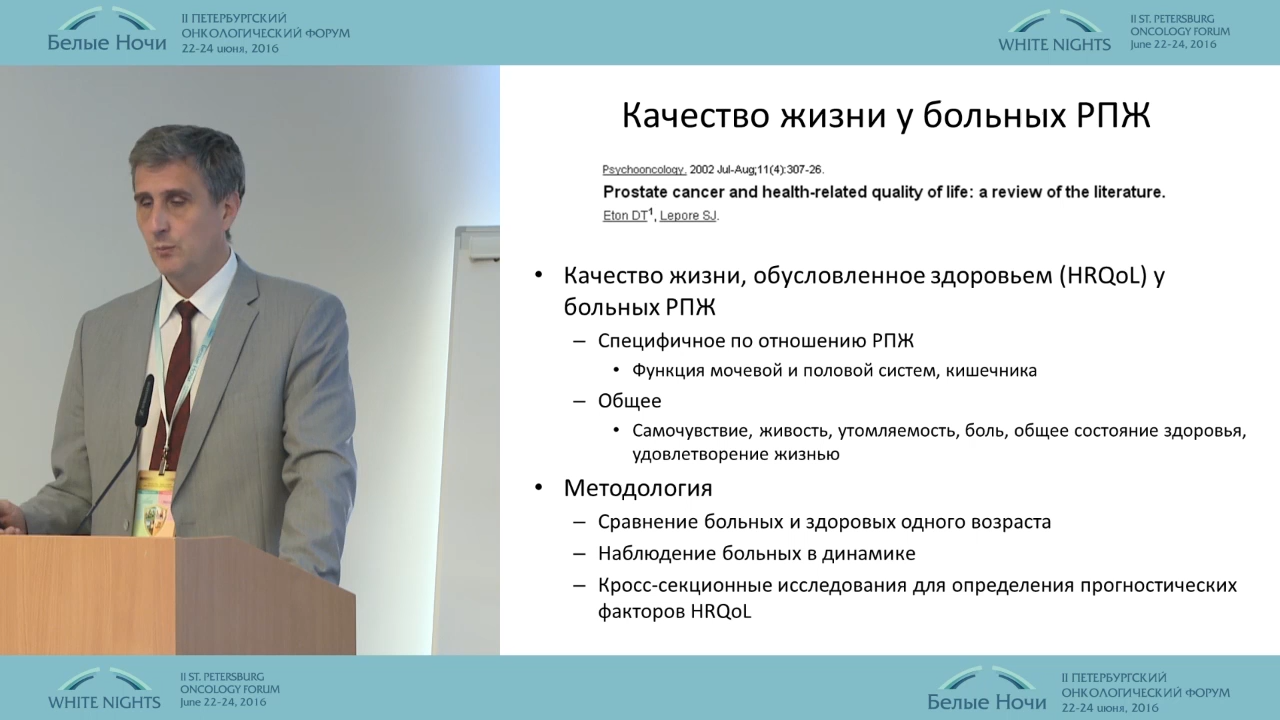 II ПЕТЕРБУРГСКИЙ
ОНКОЛОГИЧЕСКИЙ ФОРУМ
Белые Ночи
22-24 июня, 2016
II ST. PETERSBURG
ONCOLOGY FORUM
WHITE NIGHTS
June 22-24, 2016
Качество жизни у больных РПЖ
Psychooncology. 2002 Jul-Aug;11(4):307-26.
Prostate cancer and health-related quality of life: a review of the literature.
Eton DT1, Lepore SJ.
• Качество жизни, обусловленное здоровьем (HRQoL) у
больных РПЖ
– Специфичное по отношению РПЖ
• Функция мочевой и половой систем, кишечника
– Общее
• Самочувствие, живость, утомляемость, боль, общее состояние здоровья,
удовлетворение жизнью
• Методология
– Сравнение больных и здоровых одного возраста
– Наблюдение больных в динамике
– Кросс-секционные исследования для определения прогностических
факторов HRQoL
II ST. PETERSBURG
ONCOLOGY FORUM
WHITE NIGHTS
June 22-24, 2016
II ПЕТЕРБУРГСКИЙ
ОНКОЛОГИЧЕСКИЙ ФОРУМ
Белые Ночи
22-24 июня, 2016